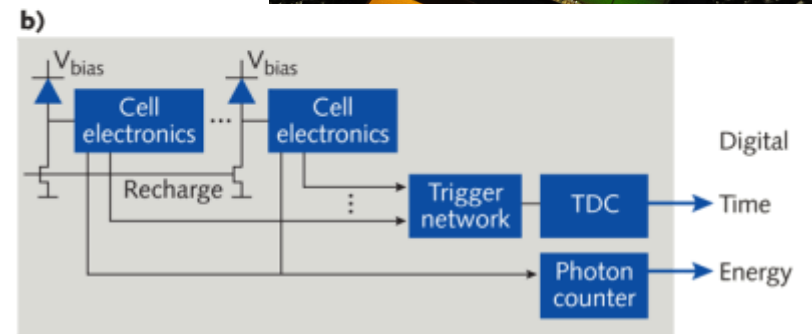 b)
Vbias
Vbias
Cell
electronics
...
Cell
electronics
Digital
Recharge
Trigger
network
TDC
Time
Photon
counter
Energy